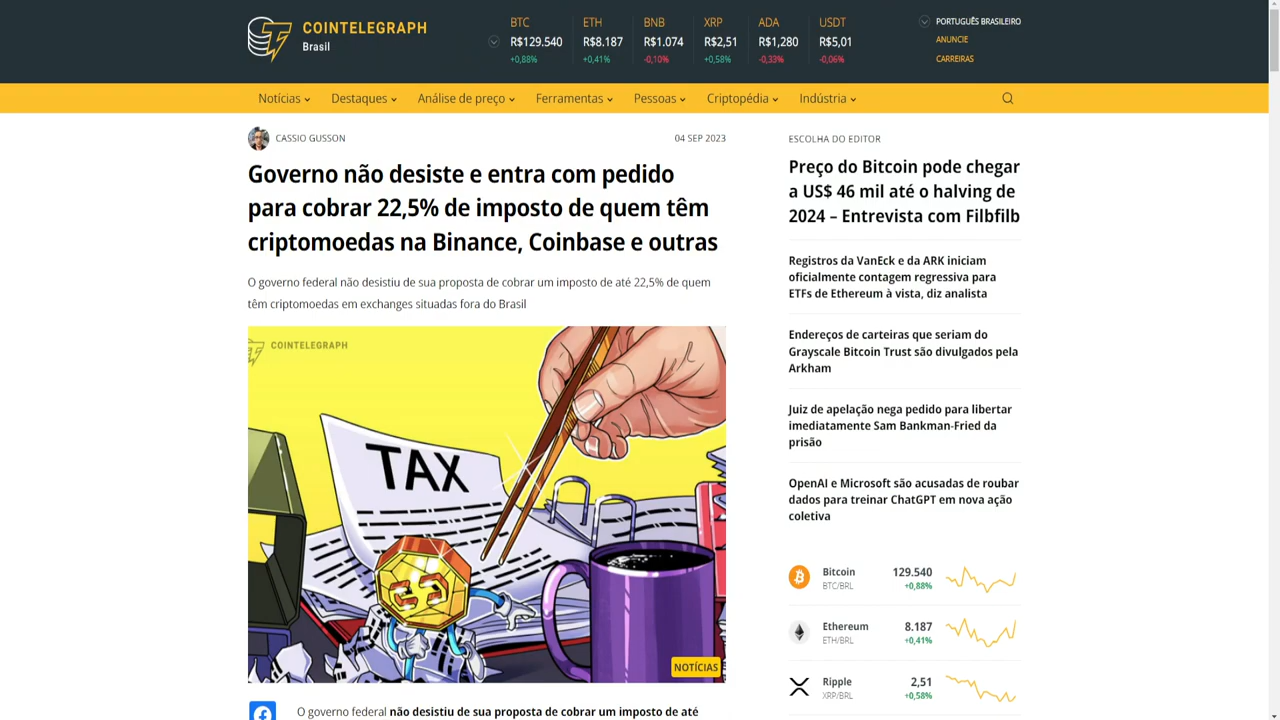 COINTELEGRAPH
Brasil
BTC
R$129.540
+0,88%
ETH
R$8.187
+0,41%
BNB
R$1.074
-0,10%
XRP
R$2,51
+0,58%
ADA
R$1,280
-0,33%
USDT
R$5,01
-0,06%
PORTUGUÊS BRASILEIRO
ANUNCIE
CARREIRAS
Notícias
Destaques
Análise de preço
Ferramentas
Pessoas
Criptopédia
Indústria
CASSIO GUSSON
04 SEP 2023
Governo não desiste e entra com pedido
para cobrar 22,5% de imposto de quem têm
criptomoedas na Binance, Coinbase e outras
O governo federal não desistiu de sua proposta de cobrar um imposto de até 22,5% de quem
têm criptomoedas em exchanges situadas fora do Brasil
COINTELEGRAPH
TAX
NOTÍCIAS
O governo federal não desistiu de sua proposta de cobrar um imposto de até
ESCOLHA DO EDITOR
Preço do Bitcoin pode chegar
a US$ 46 mil até o halving de
2024 – Entrevista com Filbfilb
Registros da VanEck e da ARK iniciam
oficialmente contagem regressiva para
ETFs de Ethereum à vista, diz analista
Endereços de carteiras que seriam do
Grayscale Bitcoin Trust são divulgados pela
Arkham
Juiz de apelação nega pedido para libertar
imediatamente Sam Bankman-Fried da
prisão
OpenAI e Microsoft são acusadas de roubar
dados para treinar ChatGPT em nova ação
coletiva
Bitcoin 129.540
BTC/BRL +0,88%
Ethereum 8.187
ETH/BRL +0,41%
Ripple 2,51
XRP/BRL +0,58%